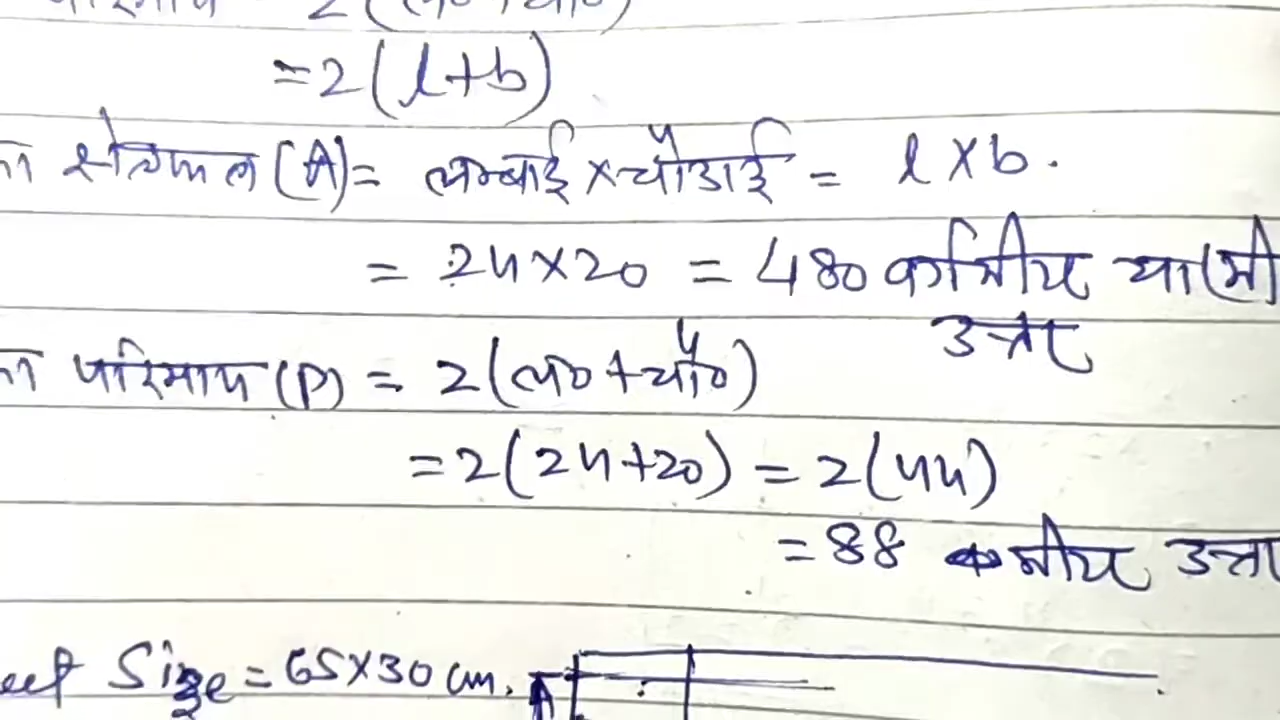 = 2 ( l + b )
का क्षेत्रफल (A) = लम्बाई × चौड़ाई = l × b .
= 24 × 20 = 480 वर्ग मीटर या (मी
उत्तर
का परिमाप (P) = 2 ( ल० + चौ० )
= 2 ( 24 + 20 ) = 2 ( 44 )
= 88 मीटर उत्तर
Size = 65 × 30 cm.